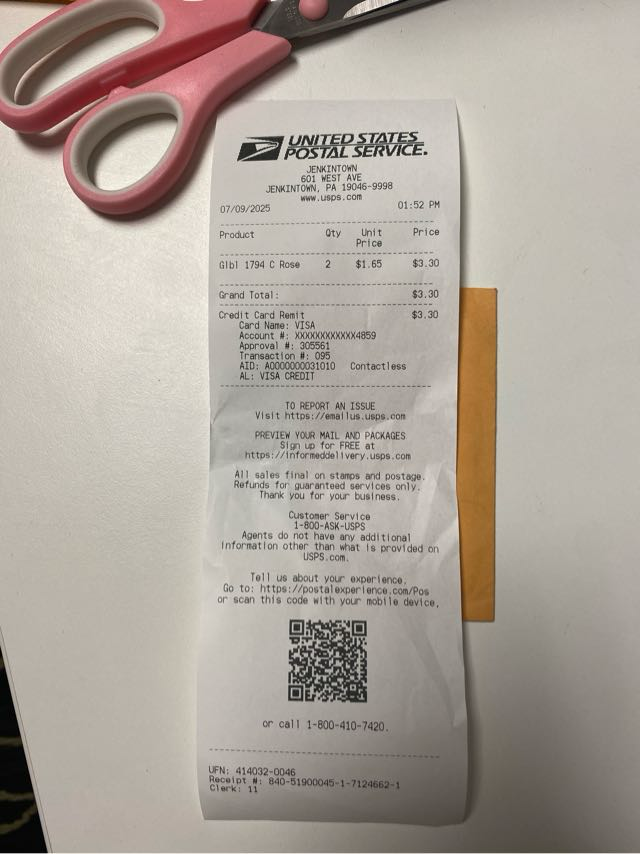 UNITED STATES
POSTAL SERVICE.
JENKINTOWN
601 WEST AVE
JENKINTOWN, PA 19046-9998
www.usps.com
07/09/2025 01:52 PM
Product Qty Unit Price
Price
Glbl 1794 C Rose 2 $1.65 $3.30
Grand Total: $3.30
Credit Card Remit $3.30
Card Name: VISA
Account #: XXXXXXXXXXXX4859
Approval #: 305561
Transaction #: 095
AID: A0000000031010 Contactless
AL: VISA CREDIT
TO REPORT AN ISSUE
Visit https://emailus.usps.com
PREVIEW YOUR MAIL AND PACKAGES
Sign up for FREE at
https://informeddelivery.usps.com
All sales final on stamps and postage.
Refunds for guaranteed services only.
Thank you for your business.
Customer Service
1-800-ASK-USPS
Agents do not have any additional
information other than what is provided on
USPS.com.
Tell us about your experience.
Go to: https://postalexperience.com/Pos
or scan this code with your mobile device,
or call 1-800-410-7420.
UFN: 414032-0046
Receipt #: 840-51900045-1-7124662-1
Clerk: 11